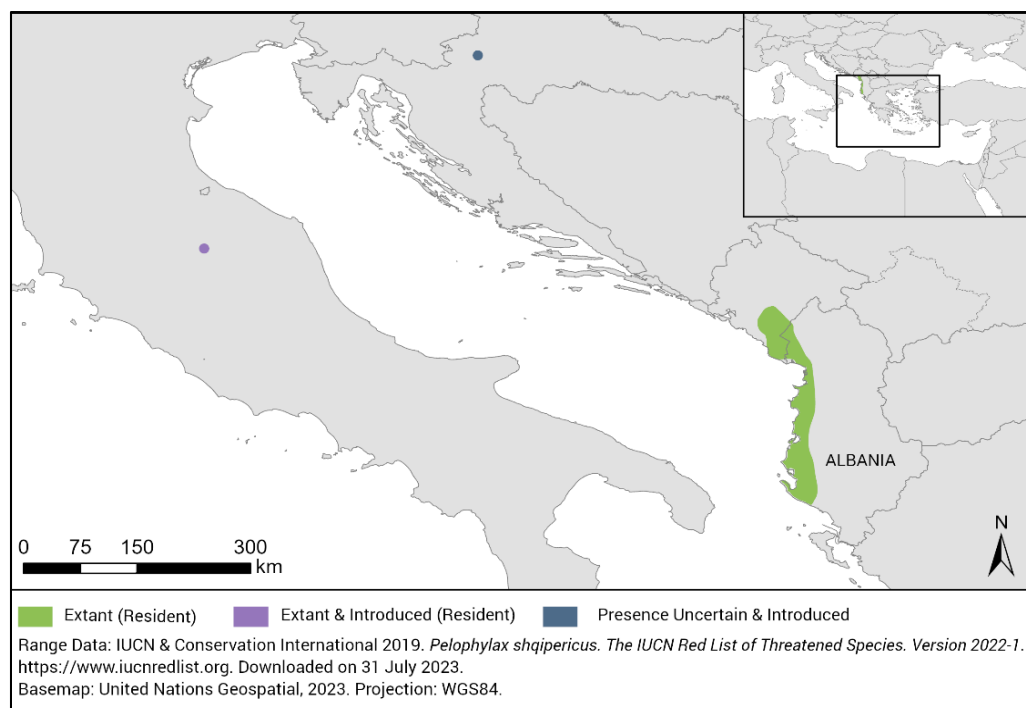 ALBANIA
N
0 75 150 300
km
Extant (Resident) Extant & Introduced (Resident) Presence Uncertain & Introduced
Range Data: IUCN & Conservation International 2019. Pelophylax shqipericus. The IUCN Red List of Threatened Species. Version 2022-1.
https://www.iucnredlist.org. Downloaded on 31 July 2023.
Basemap: United Nations Geospatial, 2023. Projection: WGS84.